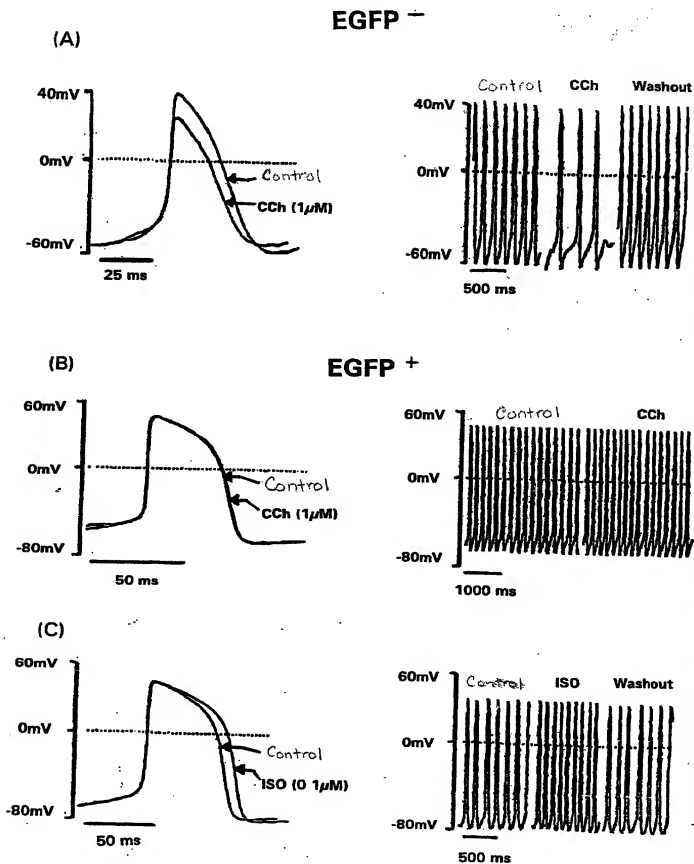 EGFP −
(A)
40mV
0mV
-60mV
Control
CCh (1µM)
25 ms
Control CCh Washout
40mV
0mV
-60mV
500 ms
EGFP +
(B)
60mV
0mV
-80mV
Control
CCh (1µM)
50 ms
Control CCh
60mV
0mV
-80mV
1000 ms
(C)
60mV
0mV
-80mV
Control
ISO (0 1µM)
50 ms
Control ISO Washout
60mV
0mV
-80mV
500 ms